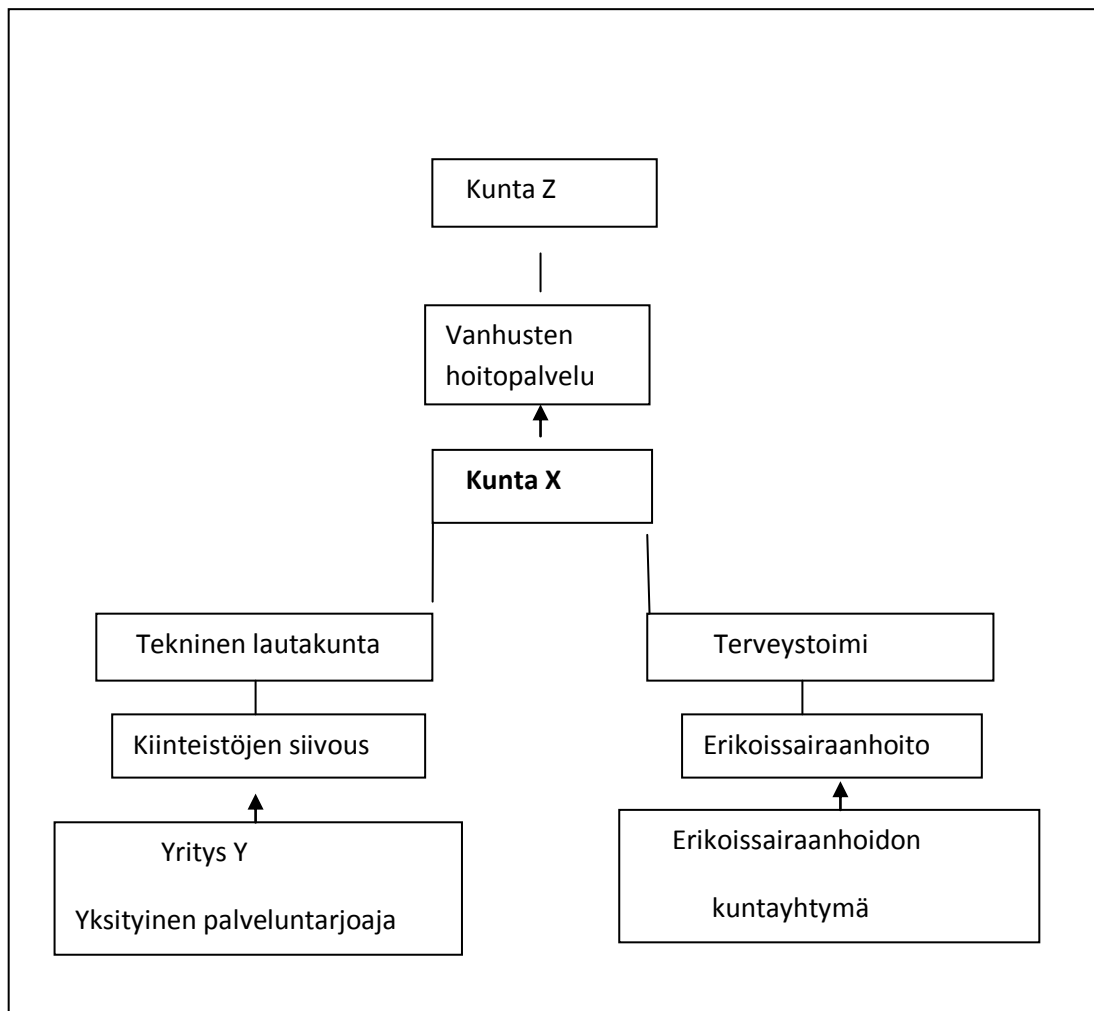 Kunta Z
Vanhusten
hoitopalvelu
Kunta X
Tekninen lautakunta
Terveystoimi
Kiinteistöjen siivous
Erikoissairaanhoito
Yritys Y
Yksityinen palveluntarjoaja
Erikoissairaanhoidon
kuntayhtymä